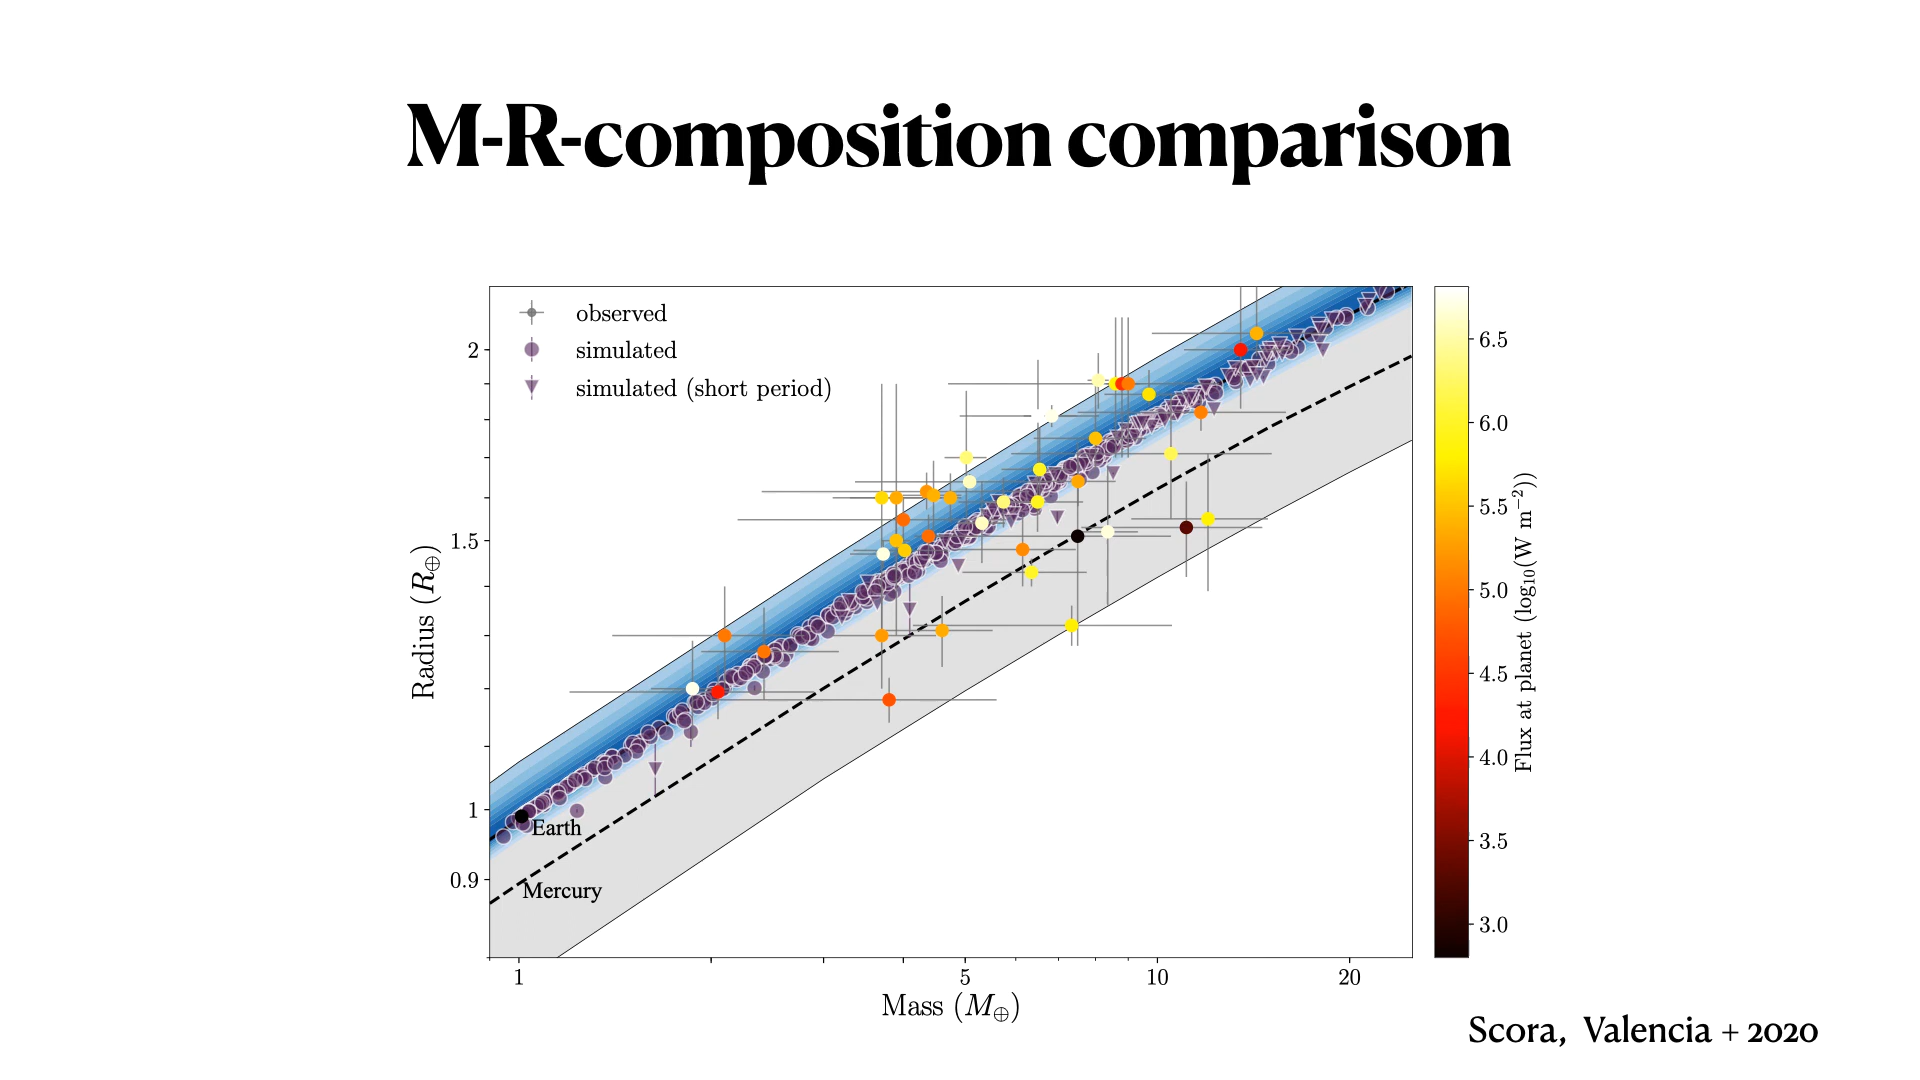 M-R-composition comparison
observed
simulated
simulated (short period)
2
1.5
1
0.9
Radius (R⊕)
Earth
Mercury
1
5
10
20
Mass (M⊕)
6.5
6.0
5.5
5.0
4.5
4.0
3.5
3.0
Flux at planet (log₁₀(W m⁻²))
Scora, Valencia + 2020